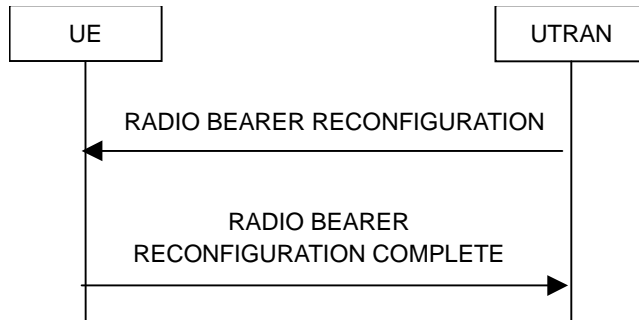 UE
UTRAN
RADIO BEARER RECONFIGURATION
RADIO BEARER
RECONFIGURATION COMPLETE